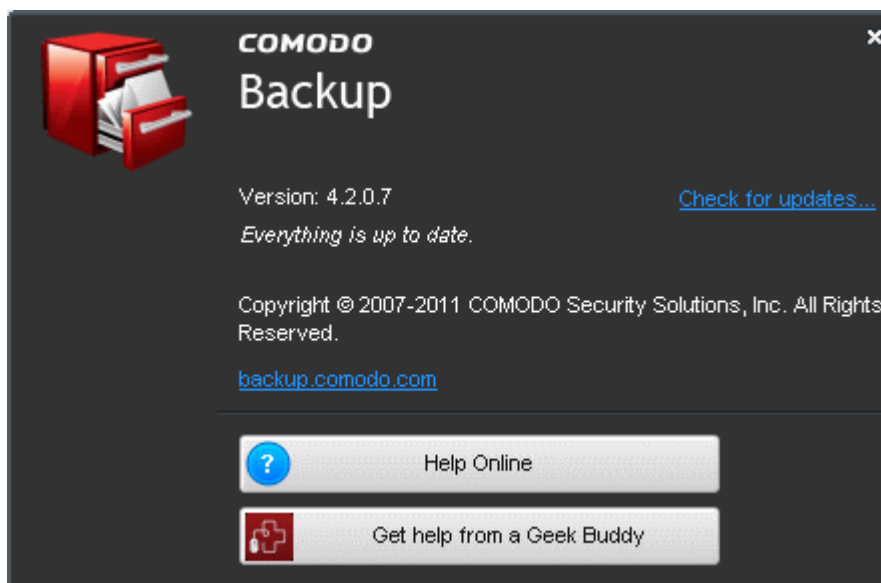 COMODO
Backup
Version: 4.2.0.7
Check for updates...
Everything is up to date.
Copyright © 2007-2011 COMODO Security Solutions, Inc. All Rights
Reserved.
backup.comodo.com
Help Online
Get help from a Geek Buddy